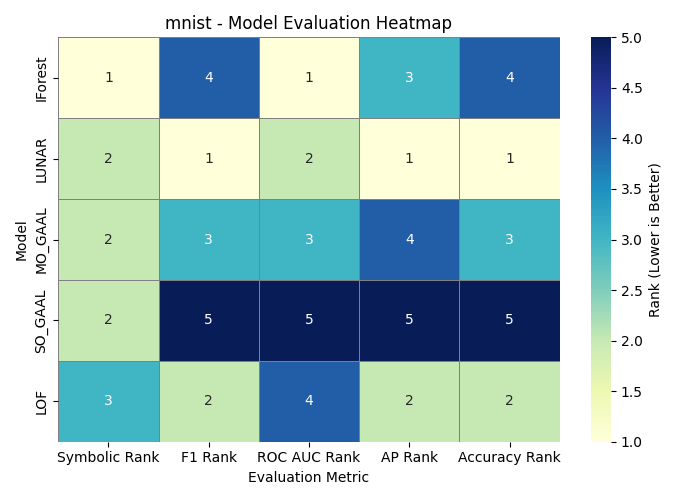 mnist - Model Evaluation Heatmap
Model
IForest 1 4 1 3 4
LUNAR 2 1 2 1 1
MO_GAAL 2 3 3 4 3
SO_GAAL 2 5 5 5 5
LOF 3 2 4 2 2
Symbolic Rank F1 Rank ROC AUC Rank AP Rank Accuracy Rank
Evaluation Metric
5.0
4.5
4.0
3.5
3.0
2.5
2.0
1.5
1.0
Rank (Lower is Better)